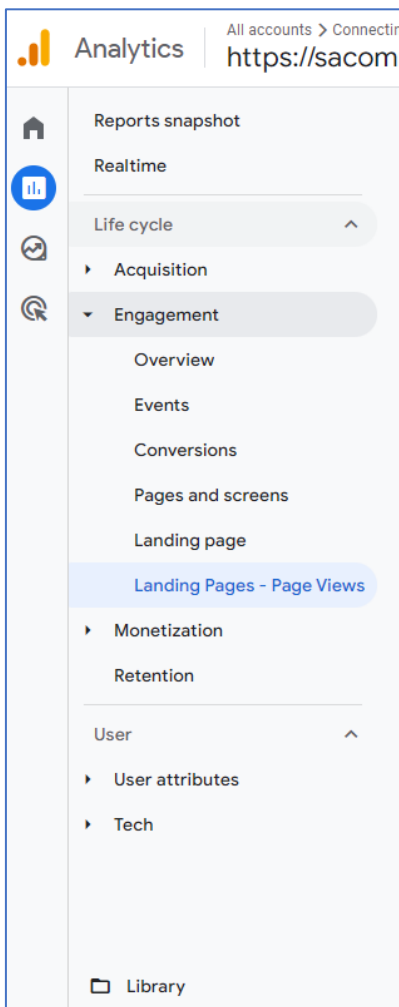 Analytics
All accounts > Connectin
https://sacom
Reports snapshot
Realtime
Life cycle
Acquisition
Engagement
Overview
Events
Conversions
Pages and screens
Landing page
Landing Pages - Page Views
Monetization
Retention
User
User attributes
Tech
Library